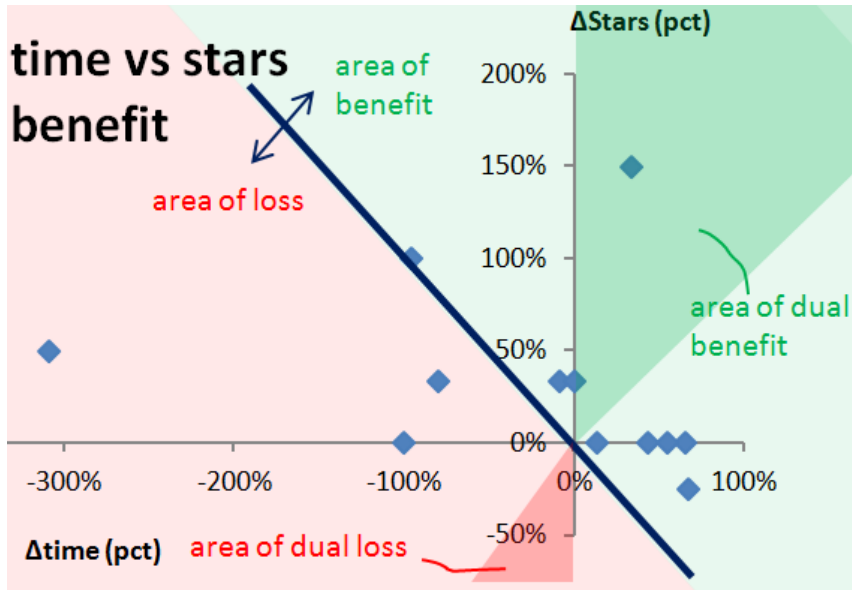 time vs stars
benefit
ΔStars (pct)
area of
benefit
200%
area of loss
150%
100%
area of dual
benefit
50%
0%
-300%
-200%
-100%
0%
100%
-50%
Δtime (pct)
area of dual loss